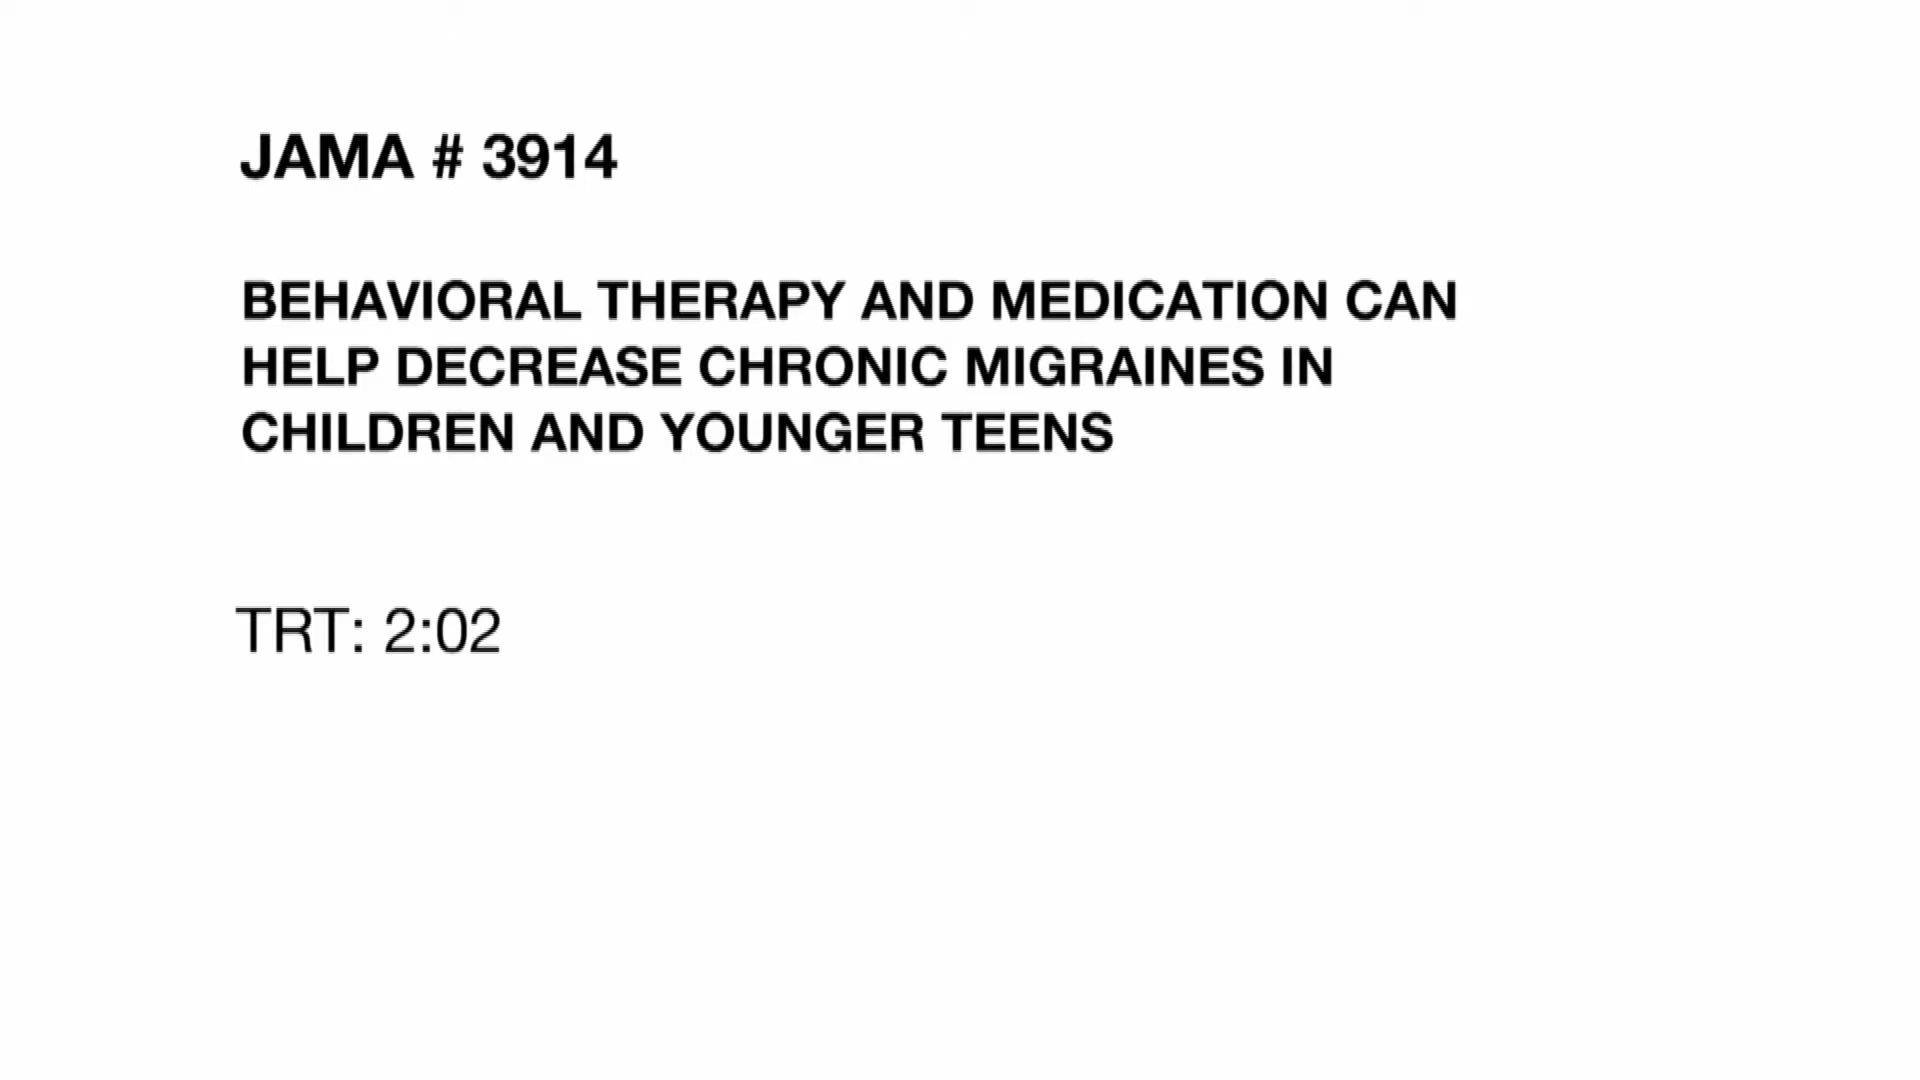 JAMA # 3914
BEHAVIORAL THERAPY AND MEDICATION CAN
HELP DECREASE CHRONIC MIGRAINES IN
CHILDREN AND YOUNGER TEENS
TRT: 2:02